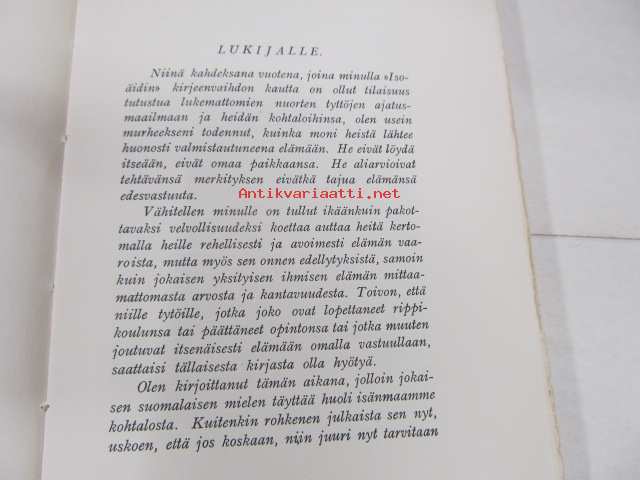 LUKIJALLE.
Niinä kahdeksana vuotena, joina minulla »Iso-
äidin» kirjeenvaihdon kautta on ollut tilaisuus
tutustua lukemattomien nuorten tyttöjen ajatus-
maailmaan ja heidän kohtaloihinsa, olen usein
murheekseni todennut, kuinka moni heistä lähtee
huonosti valmistautuneena elämään. He eivät löydä
itseään, eivät omaa paikkaansa. He aliarvioivat
tehtävänsä merkityksen eivätkä tajua elämänsä
edesvastuuta.
Antikvariaatti.net
Vähitellen minulle on tullut ikäänkuin pakot-
tavaksi velvollisuudeksi koettaa auttaa heitä kerto-
malla heille rehellisesti ja avoimesti elämän vaa-
roista, mutta myös sen onnen edellytyksistä, samoin
kuin jokaisen yksityisen ihmisen elämän mittaa-
mattomasta arvosta ja kantavuudesta. Toivon, että
niille tytöille, jotka joko ovat lopettaneet rippi-
koulunsa tai päättäneet opintonsa tai jotka muuten
joutuvat itsenäisesti elämään omalla vastuullaan,
saattaisi tällaisesta kirjasta olla hyötyä.
Olen kirjoittanut tämän aikana, jolloin jokai-
sen suomalaisen mielen täyttää huoli isänmaamme
kohtalosta. Kuitenkin rohkenen julkaista sen nyt,
uskoen, että jos koskaan, niin juuri nyt tarvitaan